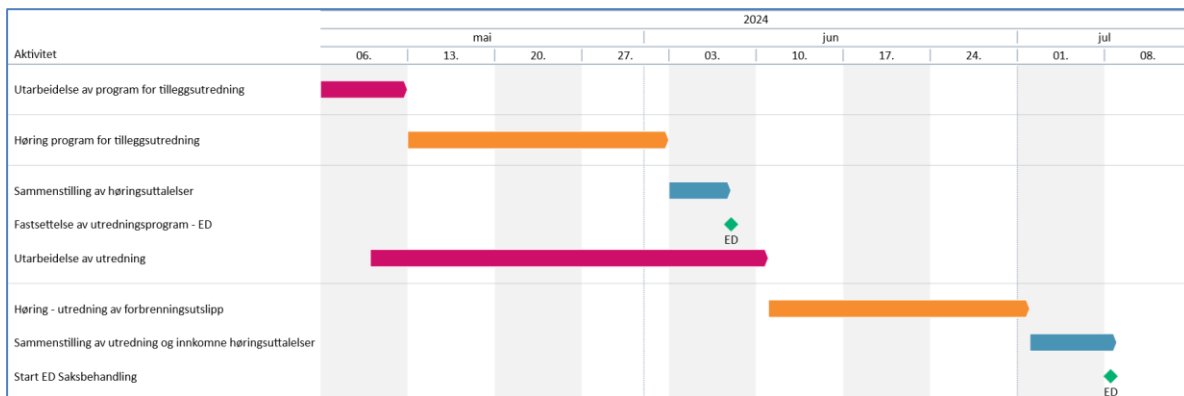 2024
mai jun jul
Aktivitet 06. 13. 20. 27. 03. 10. 17. 24. 01. 08.
Utarbeidelse av program for tilleggsutredning
Høring program for tilleggsutredning
Sammenstilling av høringsuttalelser
Fastsettelse av utredningsprogram - ED
ED
Utarbeidelse av utredning
Høring - utredning av forbrenningsutslipp
Sammenstilling av utredning og innkomne høringsuttalelser
Start ED Saksbehandling
ED